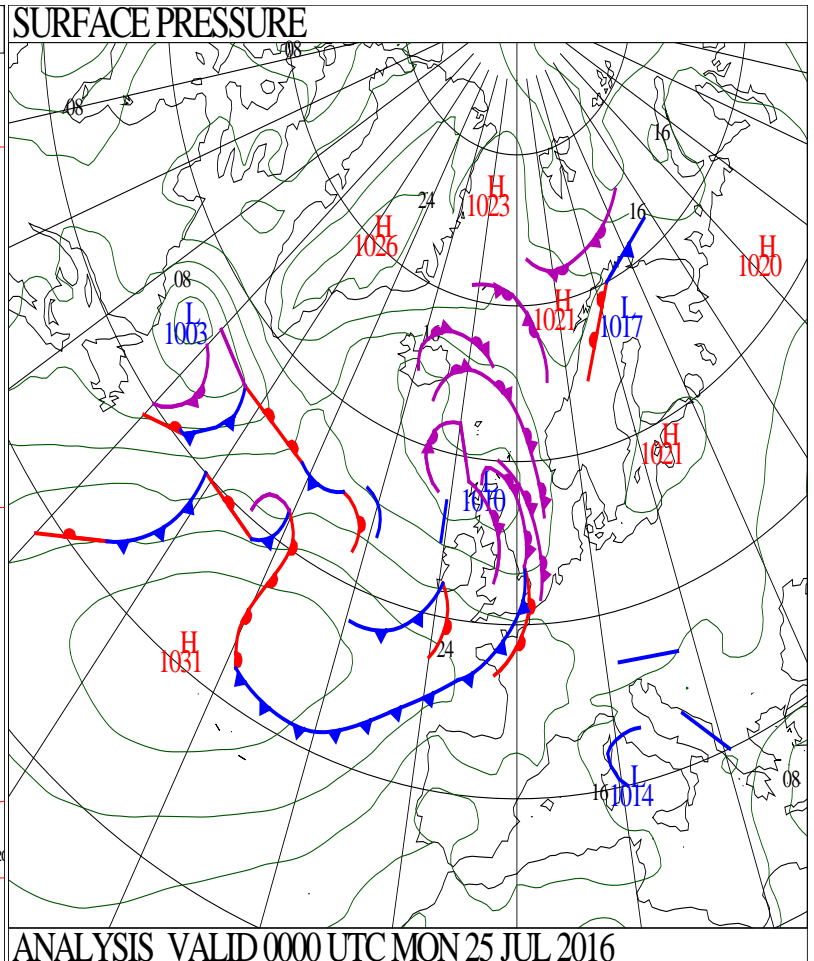 SURFACE PRESSURE
08
08
16
H
1023
24
16
H
1026
H
1020
08
H
1021
L
1003
L
1017
16
H
1021
L
1010
H
1031
24
L
16
1014
08
ANALYSIS VALID 0000 UTC MON 25 JUL 2016